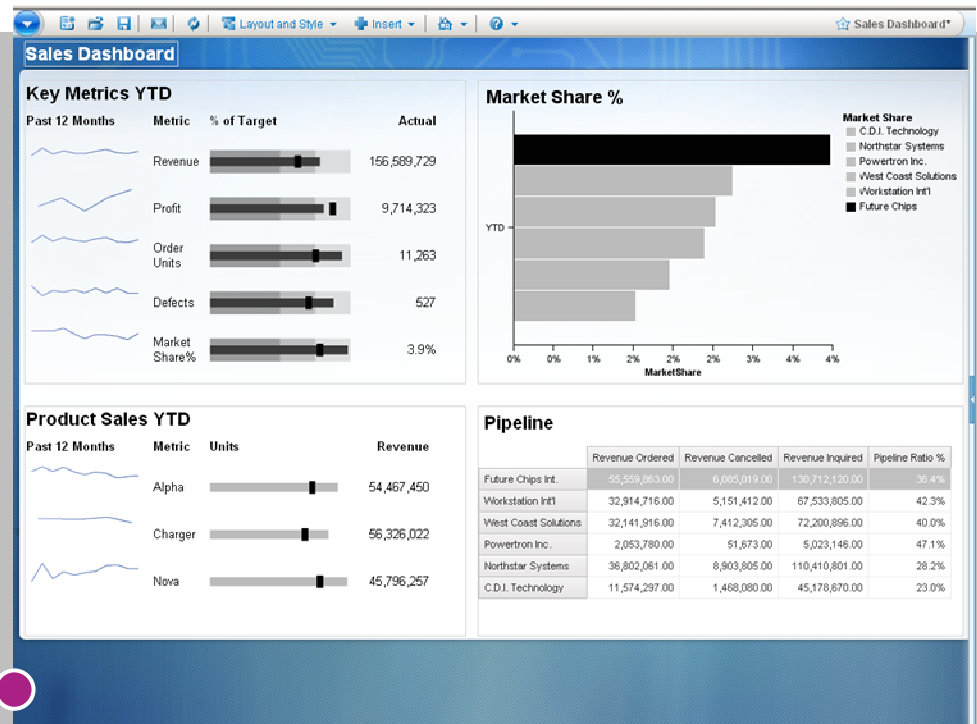 Layout and Style
Insert
Sales Dashboard*
Sales Dashboard
Key Metrics YTD
Past 12 Months Metric % of Target Actual
Revenue 156,589,729
Profit 9,714,323
Order
Units 11,263
Defects 527
Market
Share% 3.9%
Market Share %
YTD
0% 0% 1% 2% 2% 2% 3% 4% 4%
MarketShare
Market Share
C.D.I. Technology
Northstar Systems
Powertron Inc.
West Coast Solutions
Workstation Int'l
Future Chips
Product Sales YTD
Past 12 Months Metric Units Revenue
Alpha 54,467,450
Charger 56,326,022
Nova 45,796,257
Pipeline
Revenue Ordered Revenue Cancelled Revenue Inquired Pipeline Ratio %
Future Chips Int. 55,559,863.00 6,085,019.00 130,712,120.00 36.4%
Workstation Int'l 32,914,716.00 5,151,412.00 67,533,805.00 42.3%
West Coast Solutions 32,141,916.00 7,412,305.00 72,200,896.00 40.0%
Powertron Inc. 2,053,780.00 51,673.00 5,023,146.00 47.1%
Northstar Systems 36,802,061.00 8,903,805.00 110,410,801.00 28.2%
C.D.I. Technology 11,574,297.00 1,468,080.00 45,178,670.00 23.0%